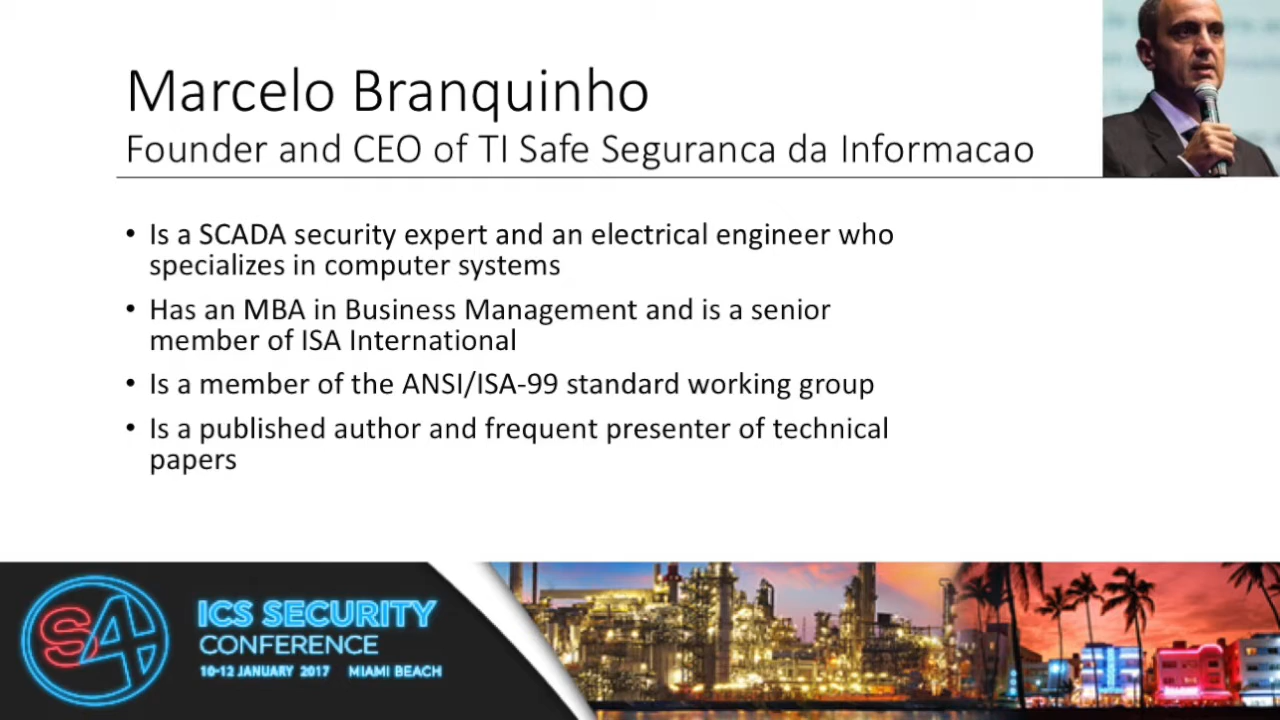 Marcelo Branquinho
Founder and CEO of TI Safe Seguranca da Informacao
• Is a SCADA security expert and an electrical engineer who
specializes in computer systems
• Has an MBA in Business Management and is a senior
member of ISA International
• Is a member of the ANSI/ISA-99 standard working group
• Is a published author and frequent presenter of technical
papers
S4
ICS SECURITY
CONFERENCE
10-12 JANUARY 2017 MIAMI BEACH